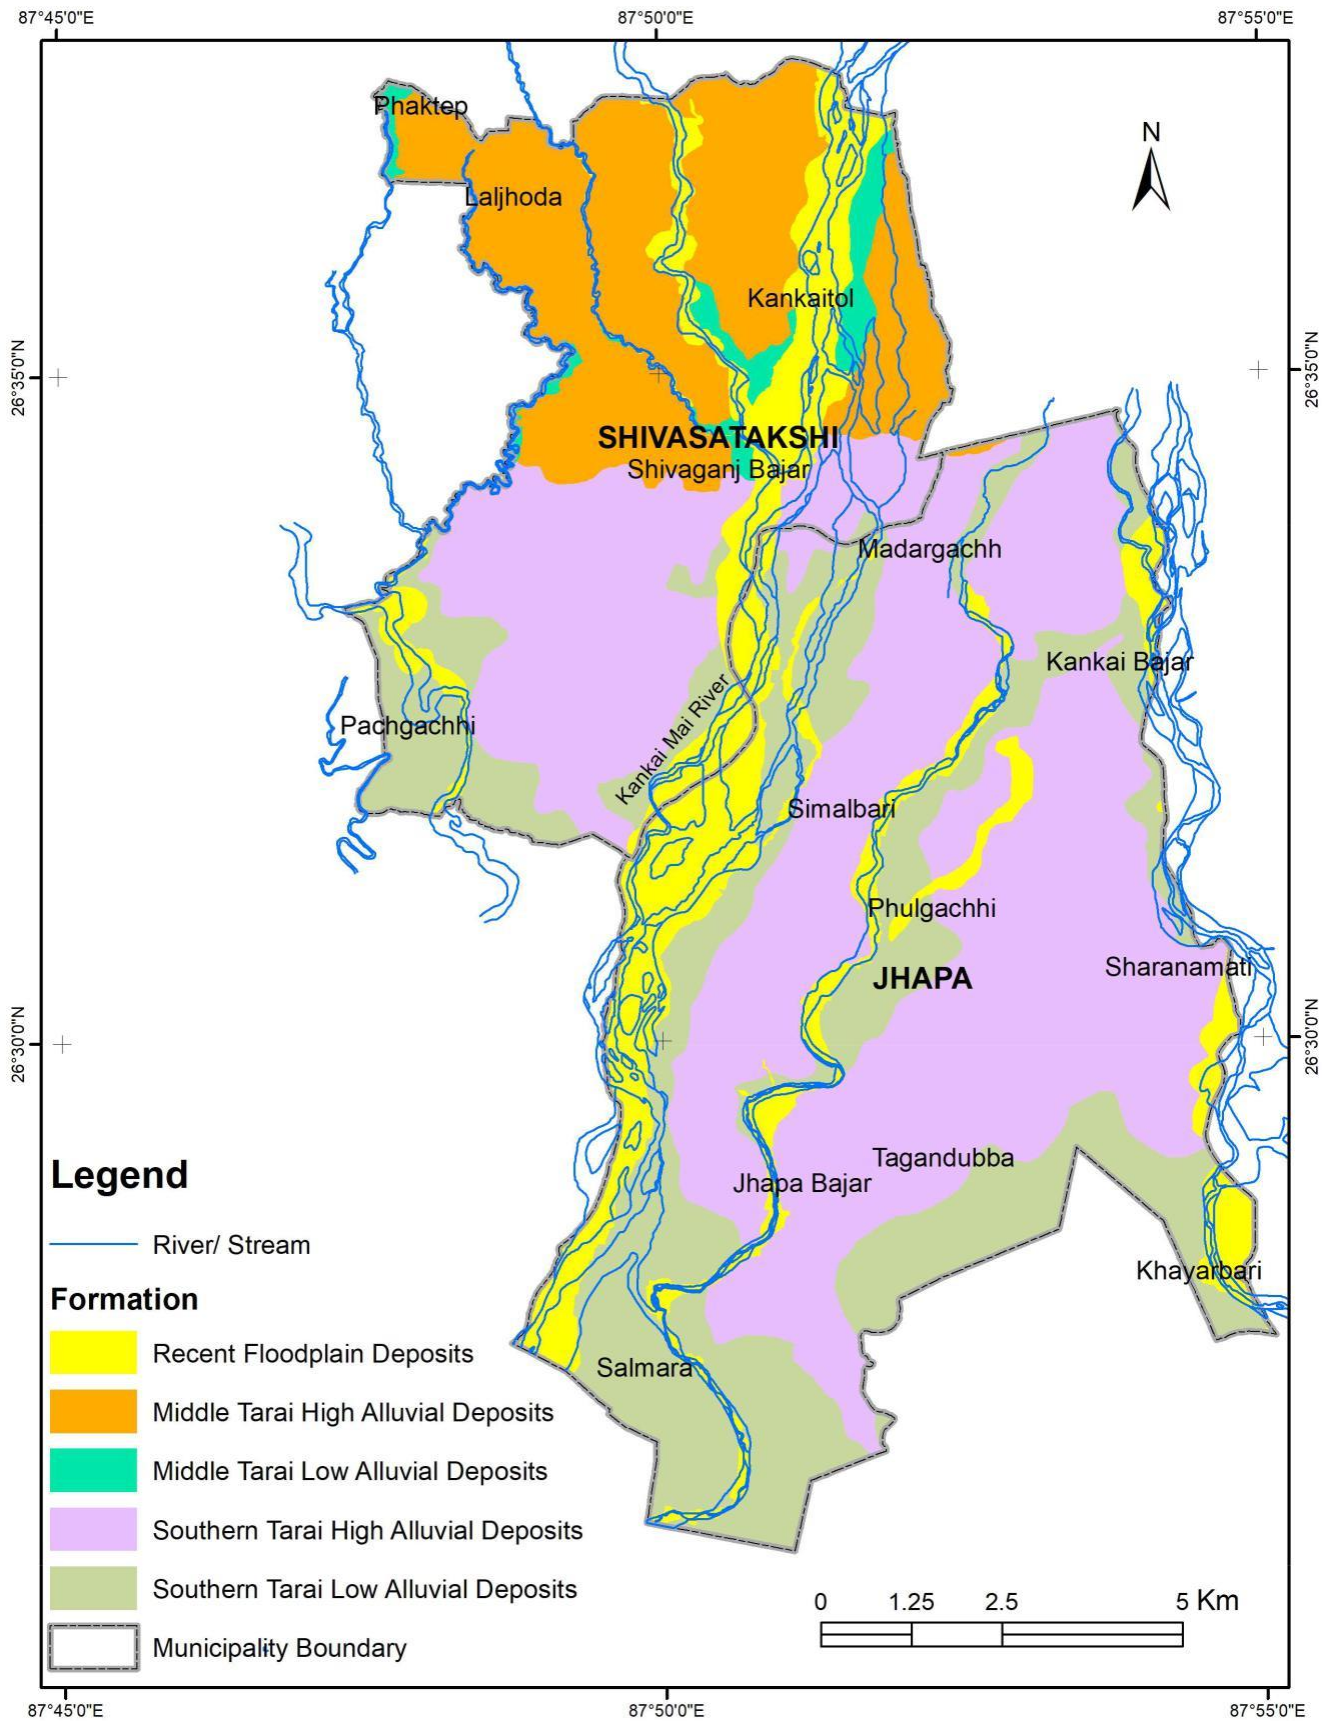 87°45'0"E 87°50'0"E 87°55'0"E
Phaktep
N
Laljhoda
Kankaitol
26°35'0"N 26°35'0"N
SHIVASATAKSHI
Shivaganj Bajar
Madargachh
Kankai Bajar
Pachgachhi
Kankai Mai River
Simalbari
Phulgachhi
Sharanamati
JHAPA
26°30'0"N 26°30'0"N
Tagandubba
Jhapa Bajar
Khayarbari
Salmara
Legend
River/ Stream
Formation
Recent Floodplain Deposits
Middle Tarai High Alluvial Deposits
Middle Tarai Low Alluvial Deposits
Southern Tarai High Alluvial Deposits
Southern Tarai Low Alluvial Deposits
Municipality Boundary
0 1.25 2.5 5 Km
87°45'0"E 87°50'0"E 87°55'0"E